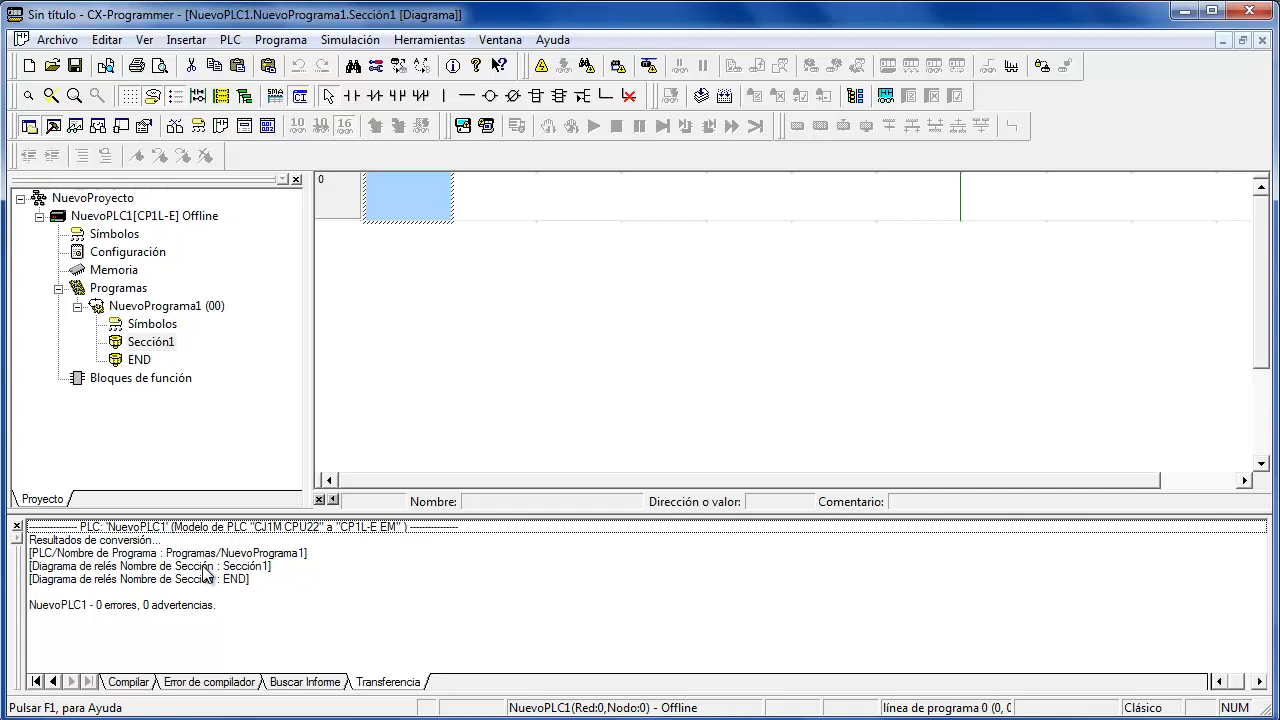 Sin título - CX-Programmer - [NuevoPLC1.NuevoPrograma1.Sección1 [Diagrama]]
Archivo Editar Ver Insertar PLC Programa Simulación Herramientas Ventana Ayuda
10 10 16
0
NuevoProyecto
NuevoPLC1[CP1L-E] Offline
Símbolos
Configuración
Memoria
Programas
NuevoPrograma1 (00)
Símbolos
Sección1
END
Bloques de función
Proyecto
Nombre: Dirección o valor: Comentario:
--------------- PLC: 'NuevoPLC1' (Modelo de PLC "CJ1M CPU22" a "CP1L-E EM" ) ---------------
Resultados de conversión...
[PLC/Nombre de Programa : Programas/NuevoPrograma1]
[Diagrama de relés Nombre de Sección : Sección1]
[Diagrama de relés Nombre de Sección : END]
NuevoPLC1 - 0 errores, 0 advertencias.
Compilar Error de compilador Buscar Informe Transferencia
Pulsar F1, para Ayuda NuevoPLC1(Red:0,Nodo:0) - Offline línea de programa 0 (0, 0 Clásico NUM